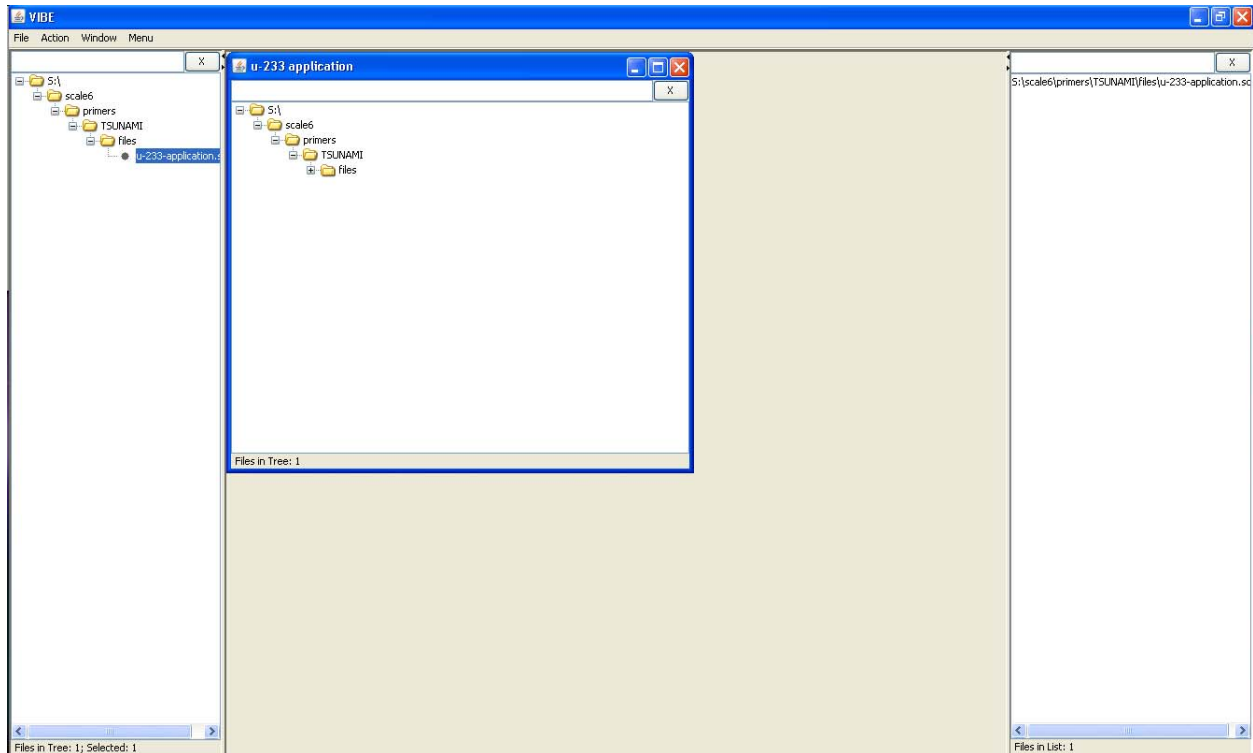 VIBE
File Action Window Menu
X
S:\
scale6
primers
TSUNAMI
files
u-233-application.s
Files in Tree: 1; Selected: 1
u-233 application
X
S:\
scale6
primers
TSUNAMI
files
Files in Tree: 1
X
S:\scale6\primers\TSUNAMI\files\u-233-application.sc
Files in List: 1